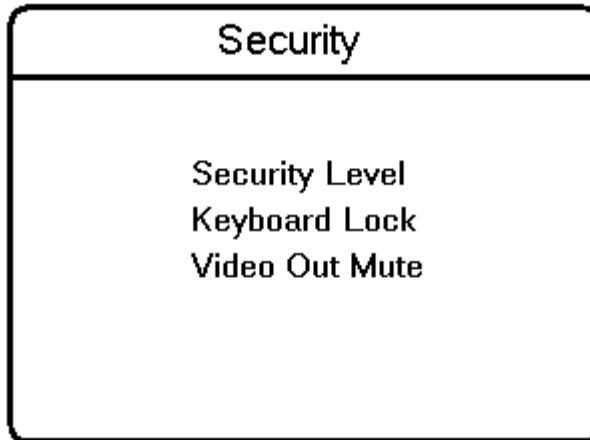 Security
Security Level
Keyboard Lock
Video Out Mute